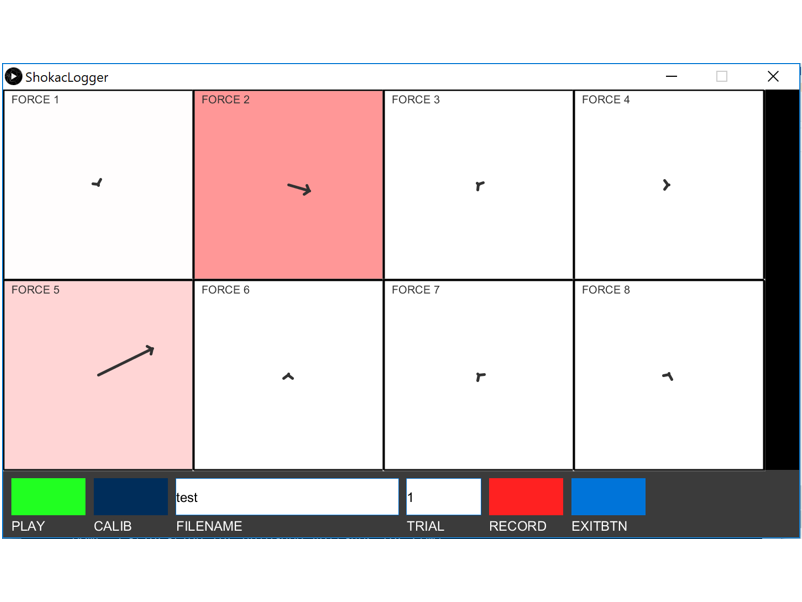 ShokacLogger
FORCE 1
FORCE 2
FORCE 3
FORCE 4
FORCE 5
FORCE 6
FORCE 7
FORCE 8
test
1
PLAY
CALIB
FILENAME
TRIAL
RECORD
EXITBTN